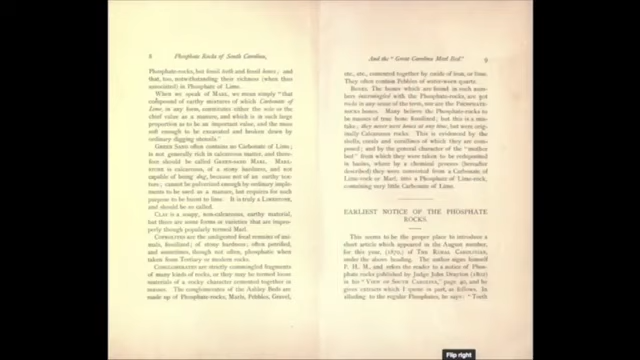 8 Phosphate Rocks of South Carolina,
Phosphate-rocks, but fossil teeth and fossil bones; and
that, too, notwithstanding their richness (when thus
associated) in Phosphate of Lime.
When we speak of MARL, we mean simply "that
compound of earthy mixtures of which Carbonate of
Lime, in any form, constitutes either the sole or the
chief value as a manure, and which is in such large
proportion as to be an important value; and the mass
soft enough to be excavated and broken down by
ordinary digging utensils."
GREEN SAND often contains no Carbonate of Lime;
is not generally rich in calcareous matter, and there-
fore should be called GREEN-SAND MARL. MARL-
STONE is calcareous, of a stony hardness, and not
capable of being dug, because not of an earthy tex-
ture; cannot be pulverized enough by ordinary imple-
ments to be used as a manure, but requires for such
purpose to be burnt to lime. It is truly a LIMESTONE,
and should be so called.
CLAY is a soapy, non-calcareous, earthy material,
but there are some forms or varieties that are impro-
perly though popularly termed Marl.
COPROLITES are the undigested fecal remains of ani-
mals, fossilized; of stony hardness; often petrified,
and sometimes, though not often, phosphatic when
taken from Tertiary or modern rocks.
CONGLOMERATES are strictly commingled fragments
of many kinds of rocks, or they may be termed loose
materials of a rocky character cemented together in
masses. The conglomerates of the Ashley Beds are
made up of Phosphate-rocks, Marls, Pebbles, Gravel,
And the "Great Carolina Marl Bed." 9
etc., etc., cemented together by oxide of iron, or lime.
They often contain Pebbles of water-worn quartz.
BONES. The bones which are found in such num-
bers commingled with the Phosphate-rocks, are not
rock in any sense of the term, nor are the PHOSPHATE-
ROCKS bones. Many believe the Phosphate-rocks to
be masses of true bone fossilized; but this is a mis-
take; they never were bones at any time, but were origi-
nally Calcareous rocks. This is evidenced by the
shells, corals and corallines of which they are com-
posed; and by the general character of the "mother
bed" from which they were taken to be redeposited
in basins, where by a chemical process (hereafter
described) they were converted from a Carbonate of
Lime-rock or Marl, into a Phosphate of Lime-rock,
containing very little Carbonate of Lime.
EARLIEST NOTICE OF THE PHOSPHATE
ROCKS.
This seems to be the proper place to introduce a
short article which appeared in the August number,
for this year, (1870,) of THE RURAL CAROLINIAN,
under the above heading. The author signs himself
F. H. H., and refers the reader to a notice of Phos-
phate rocks published by Judge John Drayton (1802)
in his "VIEW OF SOUTH CAROLINA," page 40, and he
gives extracts which I quote in part, as follows. In
alluding to the regular Phosphates, he says: "Teeth
Flip right